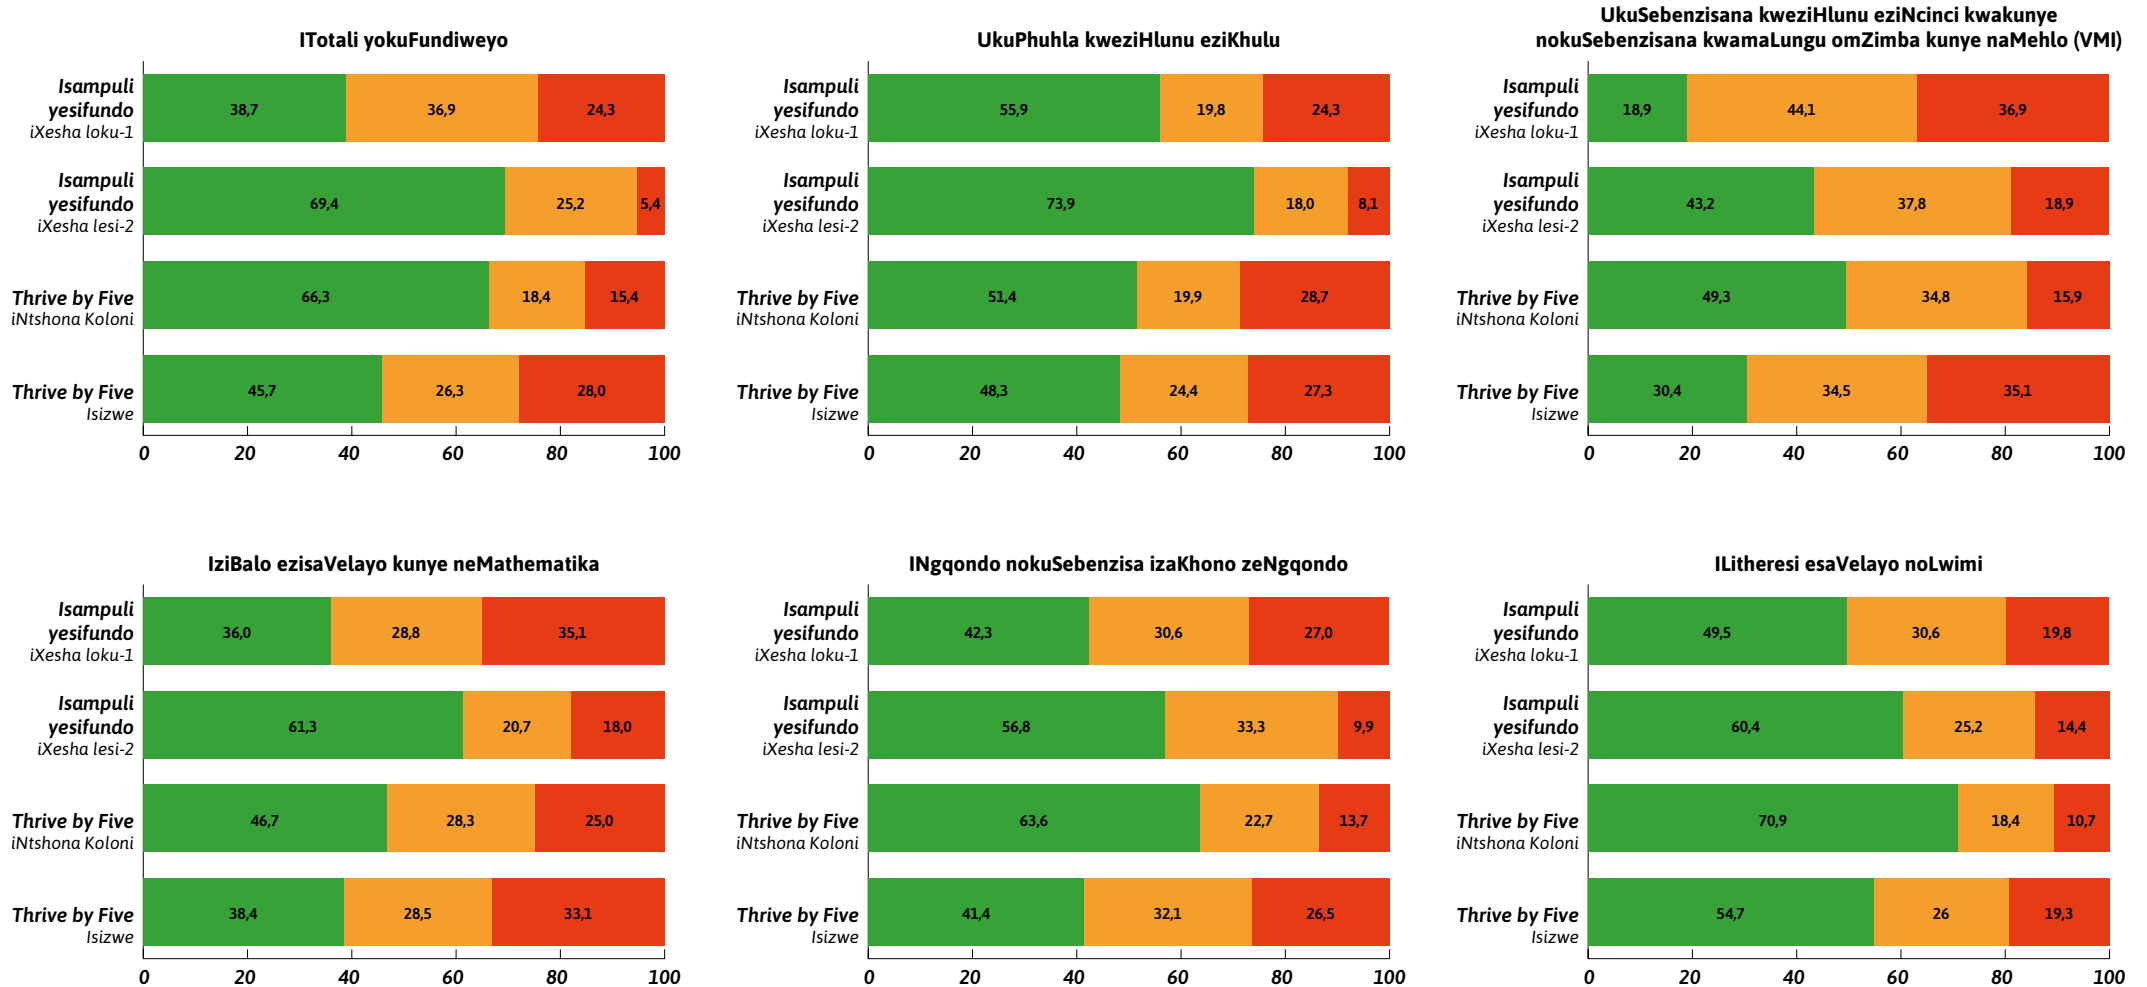 ITotali yokuFundiweyo
Isampuli
yesifundo
iXesha loku-1
38,7 36,9 24,3
Isampuli
yesifundo
iXesha lesi-2
69,4 25,2 5,4
Thrive by Five
iNtshona Koloni
66,3 18,4 15,4
Thrive by Five
Isizwe
45,7 26,3 28,0
0 20 40 60 80 100
UkuPhuhla kweziHlunu eziKhulu
Isampuli
yesifundo
iXesha loku-1
55,9 19,8 24,3
Isampuli
yesifundo
iXesha lesi-2
73,9 18,0 8,1
Thrive by Five
iNtshona Koloni
51,4 19,9 28,7
Thrive by Five
Isizwe
48,3 24,4 27,3
0 20 40 60 80 100
UkuSebenzisana kweziHlunu eziNcinci kwakunye
nokuSebenzisana kwamaLungu omZimba kunye naMehlo (VMI)
Isampuli
yesifundo
iXesha loku-1
18,9 44,1 36,9
Isampuli
yesifundo
iXesha lesi-2
43,2 37,8 18,9
Thrive by Five
iNtshona Koloni
49,3 34,8 15,9
Thrive by Five
Isizwe
30,4 34,5 35,1
0 20 40 60 80 100
IziBalo ezisaVelayo kunye neMathematika
Isampuli
yesifundo
iXesha loku-1
36,0 28,8 35,1
Isampuli
yesifundo
iXesha lesi-2
61,3 20,7 18,0
Thrive by Five
iNtshona Koloni
46,7 28,3 25,0
Thrive by Five
Isizwe
38,4 28,5 33,1
0 20 40 60 80 100
INgqondo nokuSebenzisa izaKhono zeNgqondo
Isampuli
yesifundo
iXesha loku-1
42,3 30,6 27,0
Isampuli
yesifundo
iXesha lesi-2
56,8 33,3 9,9
Thrive by Five
iNtshona Koloni
63,6 22,7 13,7
Thrive by Five
Isizwe
41,4 32,1 26,5
0 20 40 60 80 100
ILitheresi esaVelayo noLwimi
Isampuli
yesifundo
iXesha loku-1
49,5 30,6 19,8
Isampuli
yesifundo
iXesha lesi-2
60,4 25,2 14,4
Thrive by Five
iNtshona Koloni
70,9 18,4 10,7
Thrive by Five
Isizwe
54,7 26 19,3
0 20 40 60 80 100